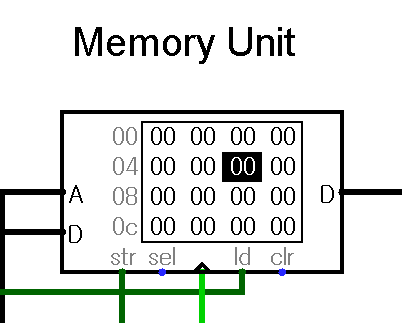 Memory Unit
00 00 00 00 00
04 00 00 00 00
A 08 00 00 00 00 D
D 0c 00 00 00 00
str sel ld clr